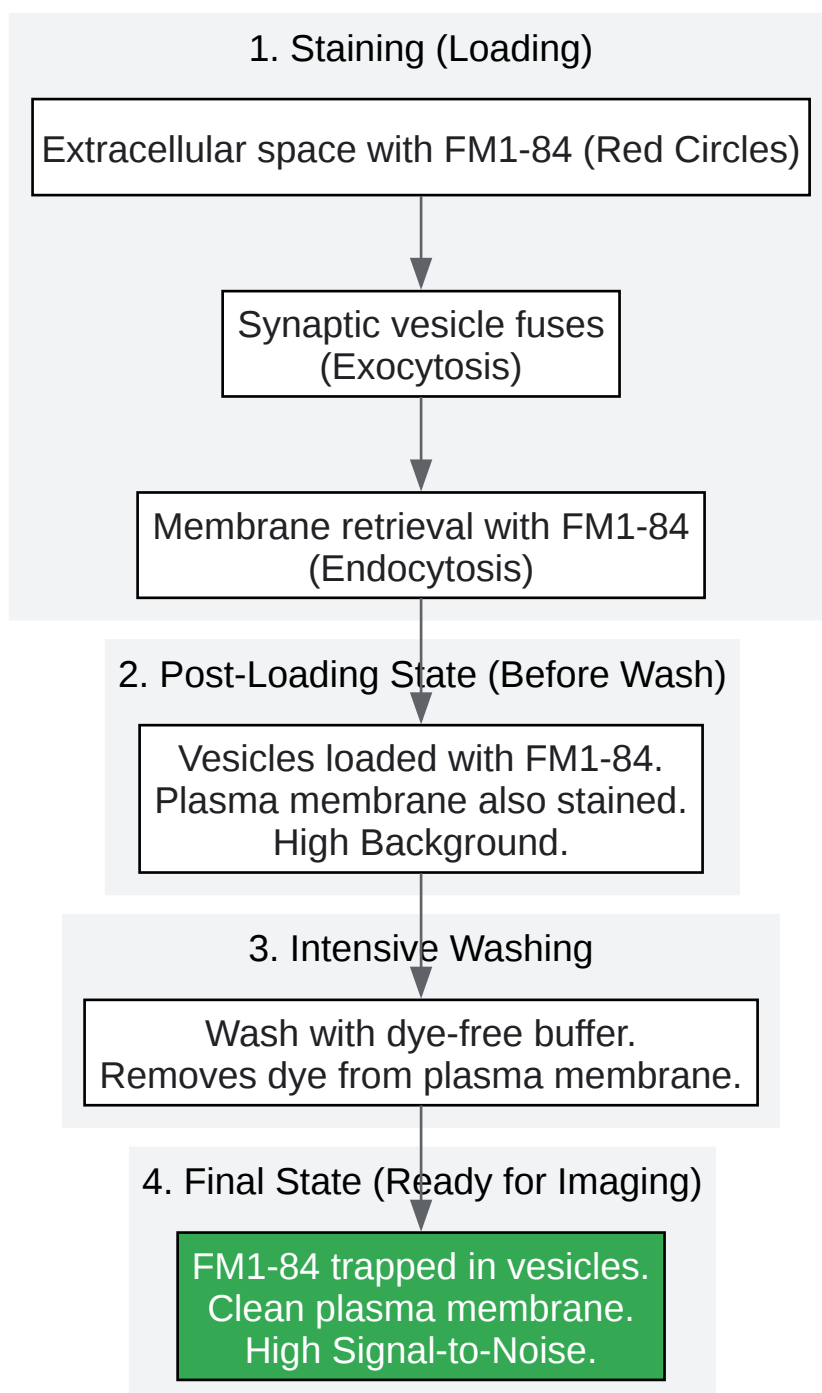 1. Staining (Loading)
Extracellular space with FM1-84 (Red Circles)
Synaptic vesicle fuses
(Exocytosis)
Membrane retrieval with FM1-84
(Endocytosis)
2. Post-Loading State (Before Wash)
Vesicles loaded with FM1-84.
Plasma membrane also stained.
High Background.
3. Intensive Washing
Wash with dye-free buffer.
Removes dye from plasma membrane.
4. Final State (Ready for Imaging)
FM1-84 trapped in vesicles.
Clean plasma membrane.
High Signal-to-Noise.